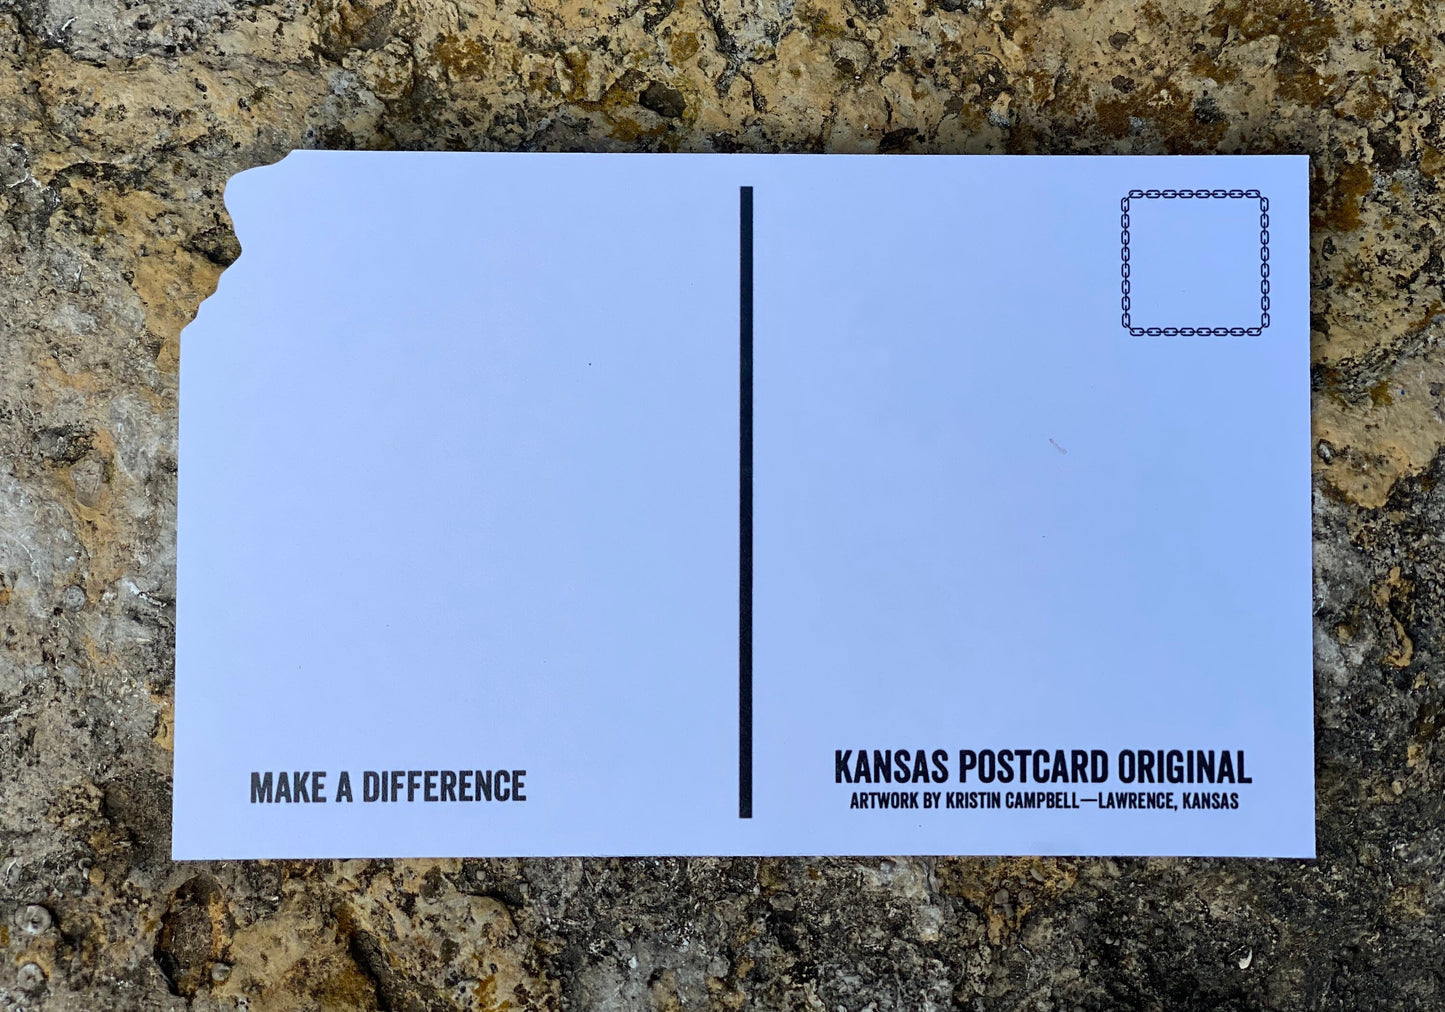 MAKE A DIFFERENCE
KANSAS POSTCARD ORIGINAL
ARTWORK BY KRISTIN CAMPBELL—LAWRENCE, KANSAS